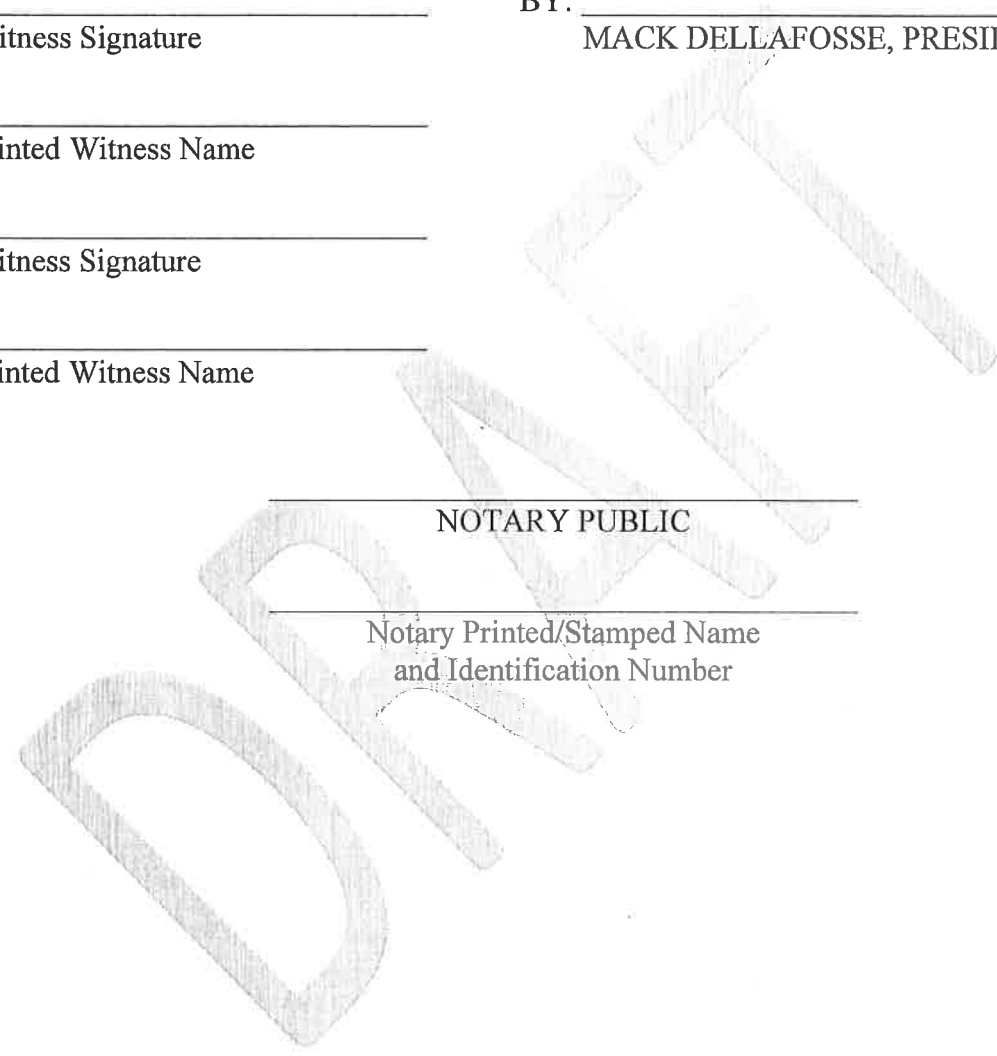 BY:
itness Signature
MACK DELLAFOSSE, PRESI
inted Witness Name
itness Signature
inted Witness Name
NOTARY PUBLIC
Notary Printed/Stamped Name
and Identification Number
DRAFT